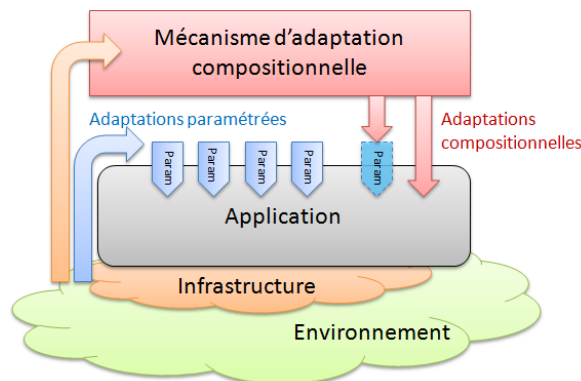 Mécanisme d'adaptation
compositionnelle
Adaptations paramétrées
Adaptations
compositionnelles
Param
Param
Param
Param
Param
Application
Infrastructure
Environnement